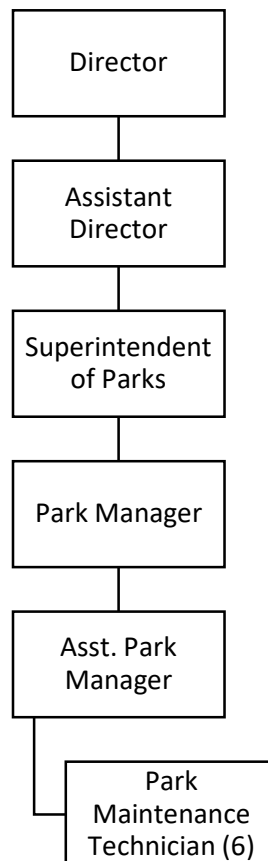 Director
Assistant
Director
Superintendent
of Parks
Park Manager
Asst. Park
Manager
Park
Maintenance
Technician (6)